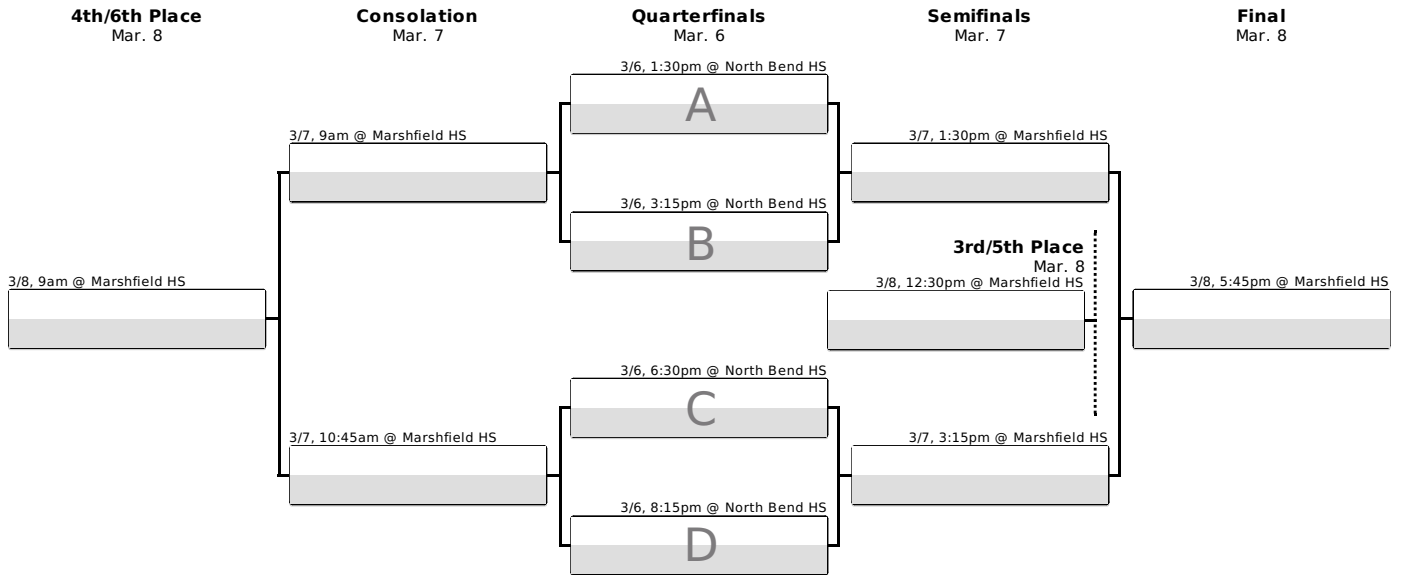 4th/6th Place
Mar. 8
Consolation
Mar. 7
Quarterfinals
Mar. 6
Semifinals
Mar. 7
Final
Mar. 8
3/6, 1:30pm @ North Bend HS
A
3/7, 9am @ Marshfield HS
3/7, 1:30pm @ Marshfield HS
3/6, 3:15pm @ North Bend HS
B
3rd/5th Place
Mar. 8
3/8, 9am @ Marshfield HS
3/8, 12:30pm @ Marshfield HS
3/8, 5:45pm @ Marshfield HS
3/6, 6:30pm @ North Bend HS
C
3/7, 10:45am @ Marshfield HS
3/7, 3:15pm @ Marshfield HS
3/6, 8:15pm @ North Bend HS
D